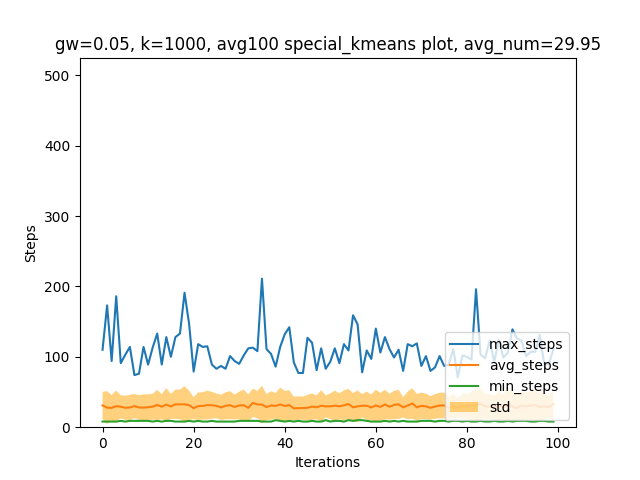 gw=0.05, k=1000, avg100 special_kmeans plot, avg_num=29.95
500
400
300
200
100
0
Steps
max_steps
avg_steps
min_steps
std
0
20
40
60
80
100
Iterations